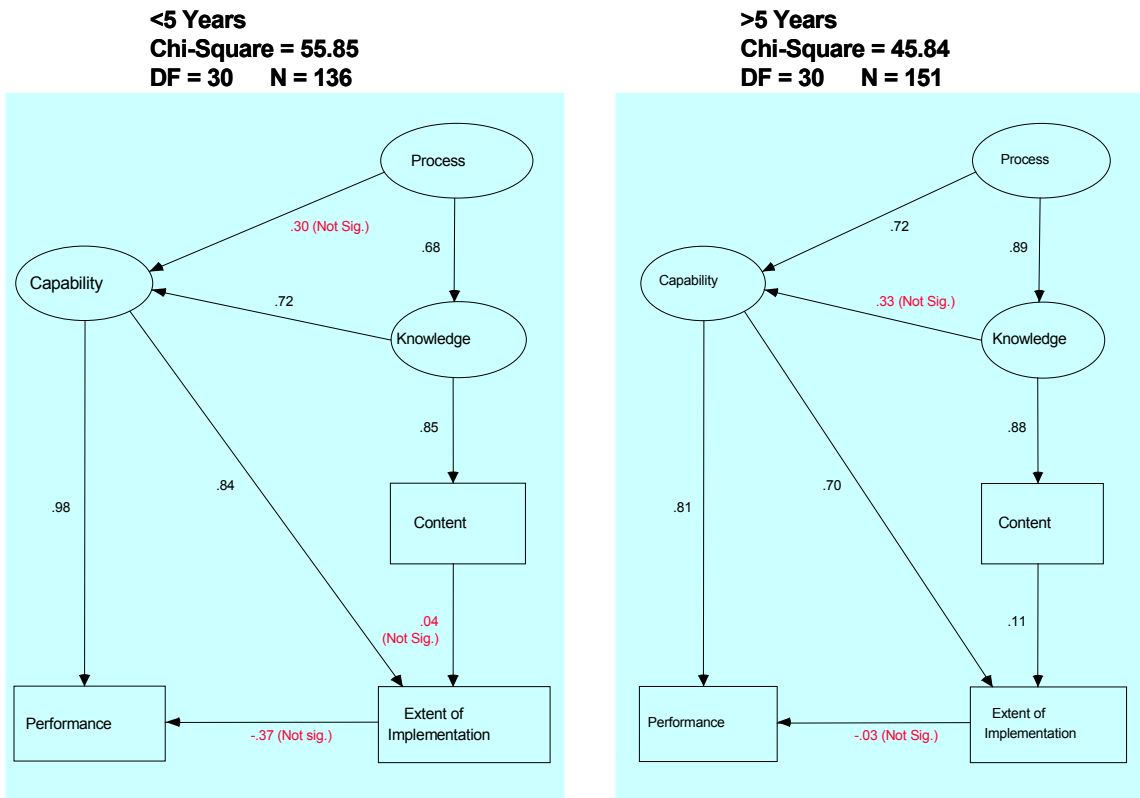 <5 Years
Chi-Square = 55.85
DF = 30 N = 136
Process
.30 (Not Sig.)
.68
Capability
.72
Knowledge
.85
.98
.84
Content
.04
(Not Sig.)
Performance
Extent of
Implementation
-.37 (Not sig.)
>5 Years
Chi-Square = 45.84
DF = 30 N = 151
Process
.72
.89
Capability
.33 (Not Sig.)
Knowledge
.88
.81
.70
Content
.11
Performance
Extent of
Implementation
-.03 (Not Sig.)